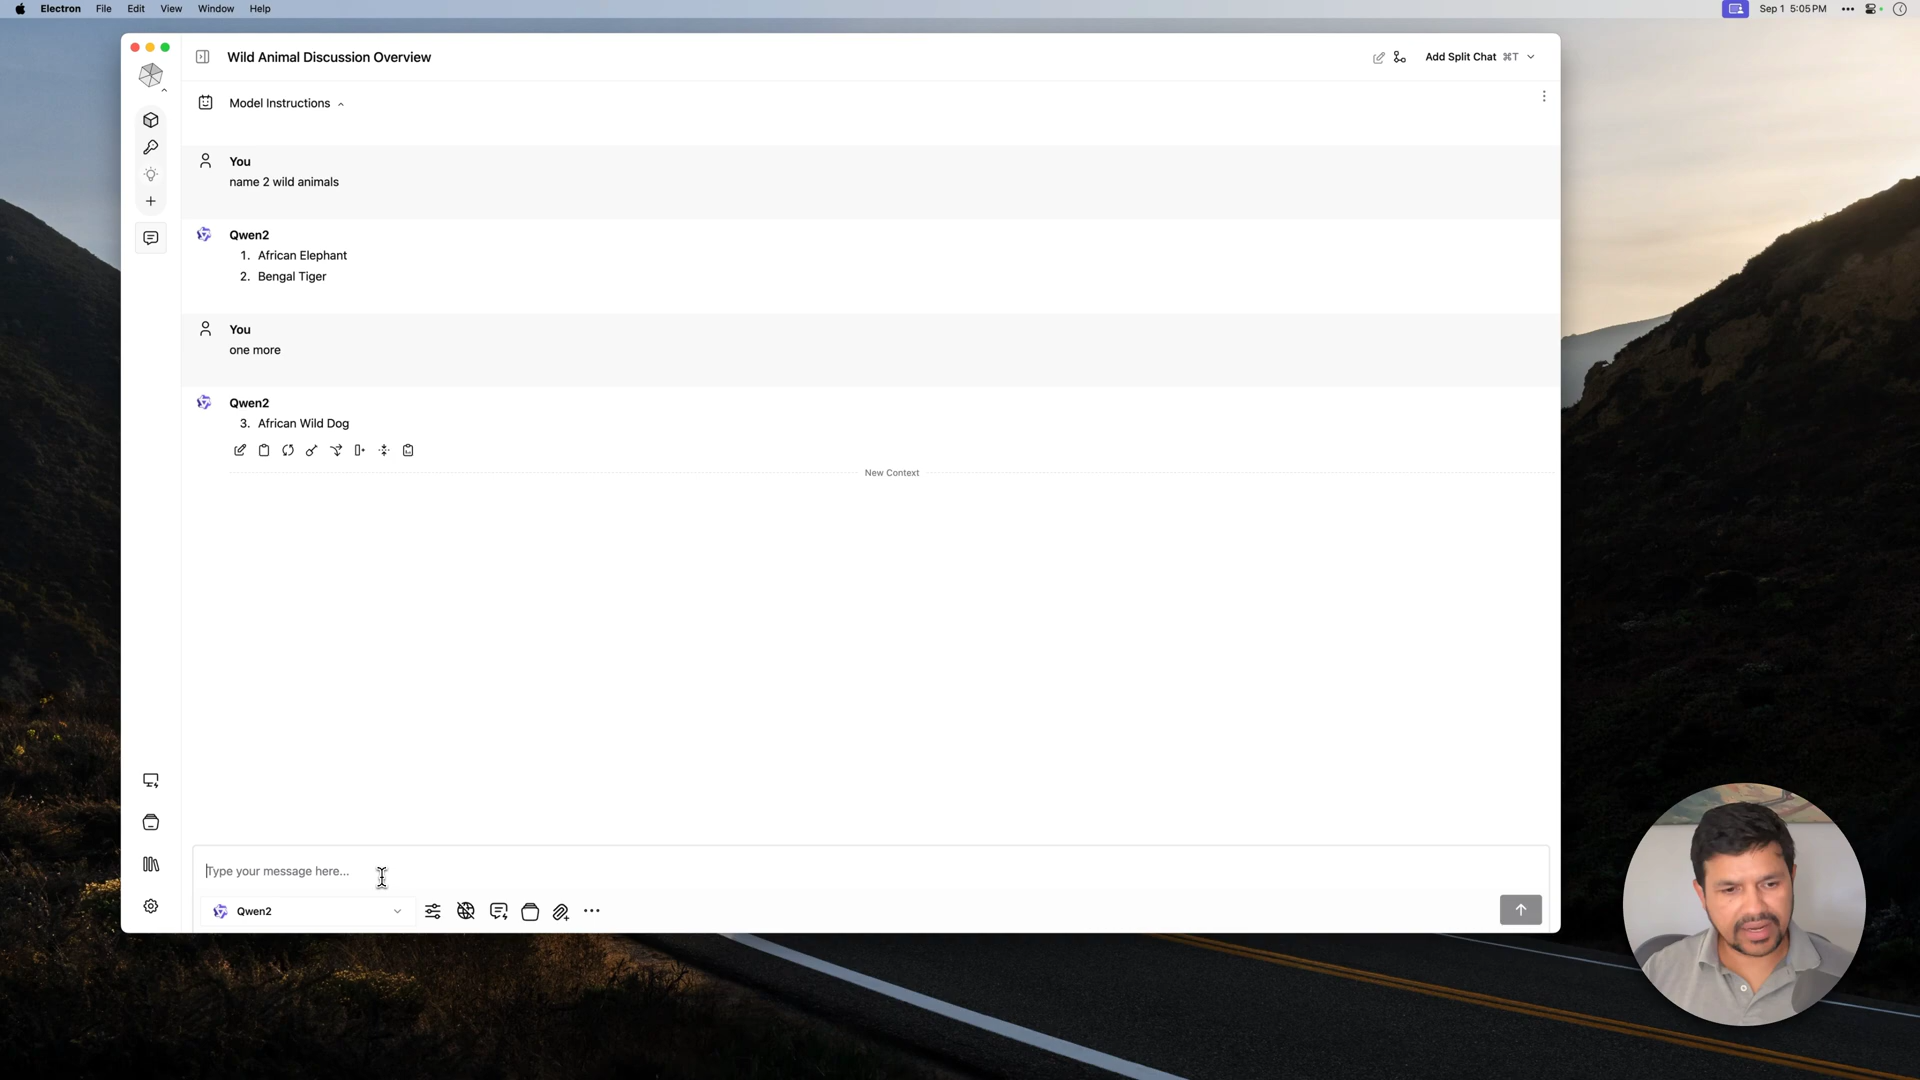 Electron File Edit View Window Help
Sep 1 5:05 PM
Wild Animal Discussion Overview
Add Split Chat ⌘T
Model Instructions
You
name 2 wild animals
Qwen2
1. African Elephant
2. Bengal Tiger
You
one more
Qwen2
3. African Wild Dog
New Context
Type your message here...
Qwen2